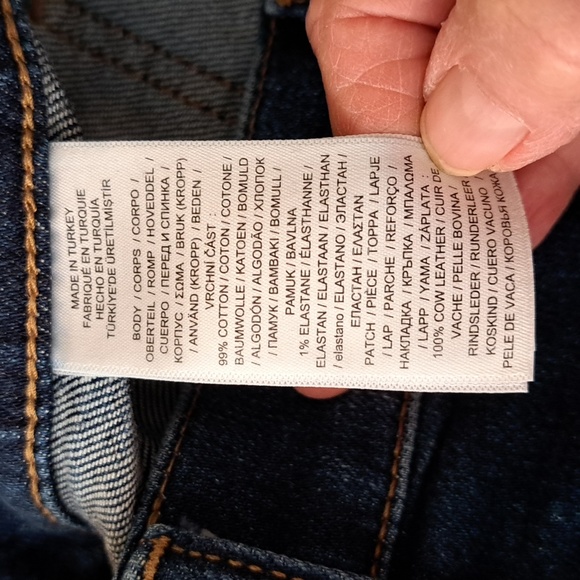 MADE IN TURKEY
FABRIQUÉ EN TURQUIE
HECHO EN TURQUÍA
TÜRKİYE'DE ÜRETİLMİŞTİR
BODY / CORPS / CORPO /
OBERTEIL / ROMP / HOVEDDEL /
CUERPO / ПЕРЕД И СПИНКА /
КОРПУС / ΣΩΜΑ / BRUK (KROPP)
/ ANVÄND (KROPP) / BEDEN /
VRCHNÍ ČÁST :
99% COTTON / COTON / COTONE/
BAUMWOLLE / KATOEN / BOMULD
/ ALGODÓN / ALGODÃO / ХЛОПОК
/ ПАМУК / BAMBAKI / BOMULL /
PAMUK / BAVLNA
1% ELASTANE / ÉLASTHANNE /
ELASTAN / ELASTAAN / ELASTHAN
/ elastano / ELASTANO / ЭЛАСТАН /
ΕΛΑΣΤΑΝ / ЕЛАСТАН
PATCH / PIÈCE / TOPPA / LAPJE
/ LAP / PARCHE / REFORÇO /
НАКЛАДКА / КРЪПКА / ΜΠΑΛΩΜΑ
/ LAPP / YAMA / ZÁPLATA :
100% COW LEATHER / CUIR DE
VACHE / PELLE BOVINA /
RINDSLEDER / RUNDERLEER
KOSKIND / CUERO VACUNO
PELE DE VACA / КОРОВЬЯ КОЖА